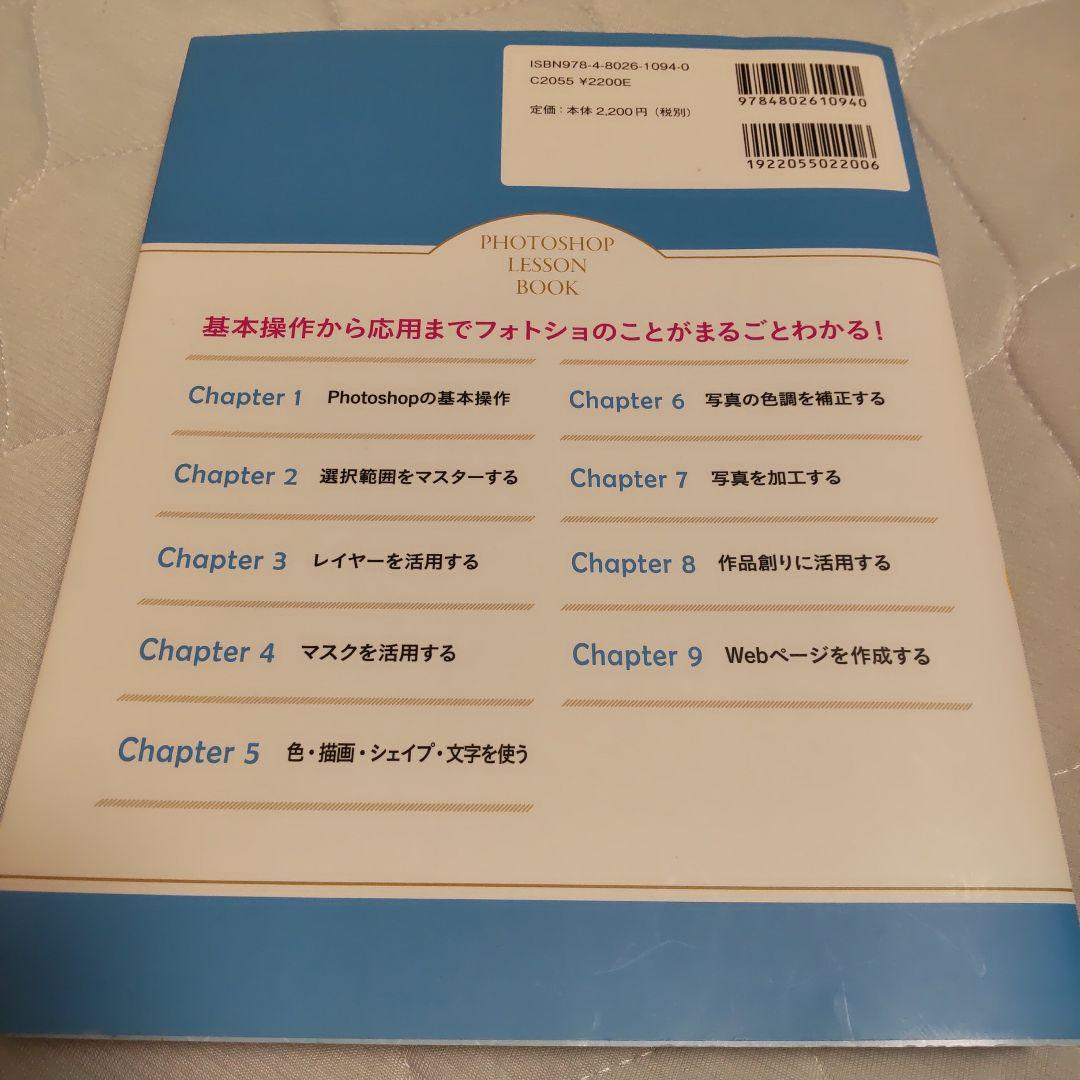 ISBN978-4-8026-1094-0
C2055 ¥2200E
定価：本体2,200円（税別）
9784802610940
1922055022006
PHOTOSHOP
LESSON
BOOK
基本操作から応用までフォトショのことがまるごとわかる！
Chapter 1 Photoshopの基本操作
Chapter 2 選択範囲をマスターする
Chapter 3 レイヤーを活用する
Chapter 4 マスクを活用する
Chapter 5 色・描画・シェイプ・文字を使う
Chapter 6 写真の色調を補正する
Chapter 7 写真を加工する
Chapter 8 作品創りに活用する
Chapter 9 Webページを作成する